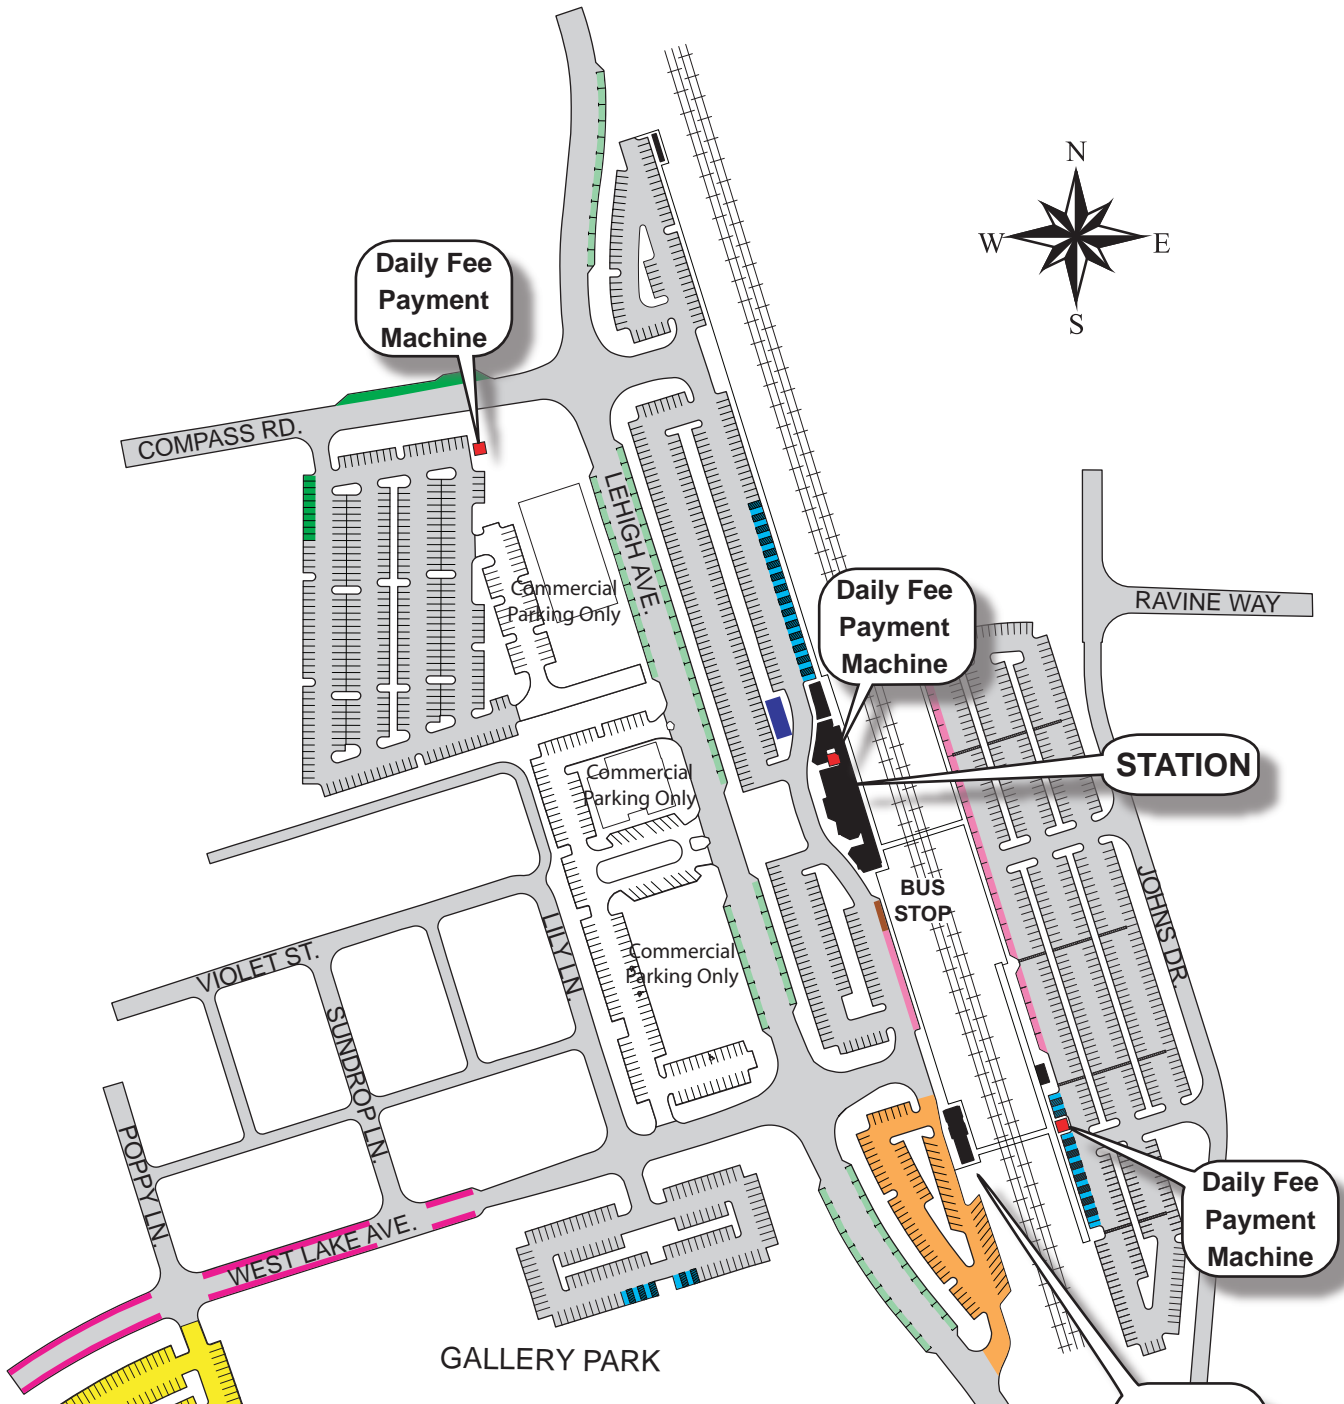 N
W
E
S
Daily Fee
Payment
Machine
COMPASS RD.
LEHIGH AVE.
Commercial
Parking Only
Daily Fee
Payment
Machine
RAVINE WAY
STATION
Commercial
Parking Only
BUS
STOP
JOHNS DR.
LILY LN.
Commercial
Parking Only
VIOLET ST.
SUNDROP LN.
POPPY LN.
WEST LAKE AVE.
Daily Fee
Payment
Machine
GALLERY PARK